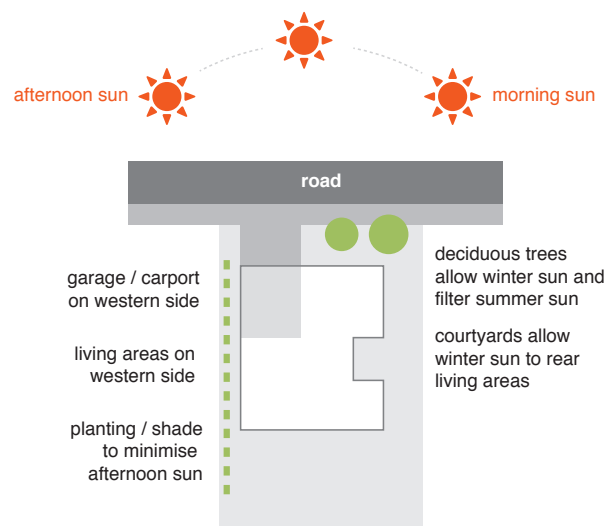 afternoon sun
morning sun
road
garage / carport
on western side
living areas on
western side
planting / shade
to minimise
afternoon sun
deciduous trees
allow winter sun and
filter summer sun
courtyards allow
winter sun to rear
living areas